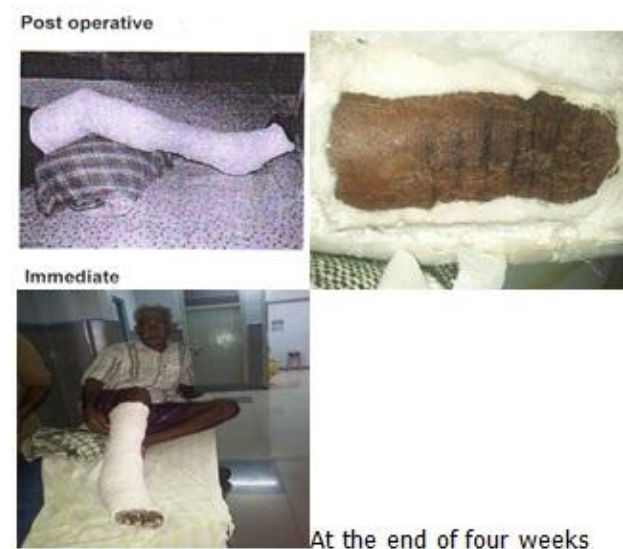 Post operative
Immediate
At the end of four weeks